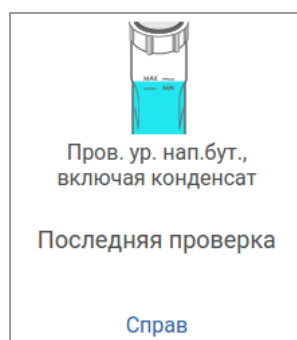 MAX
MIN
Пров. ур. нап.бут.,
включая конденсат
Последняя проверка
Справ